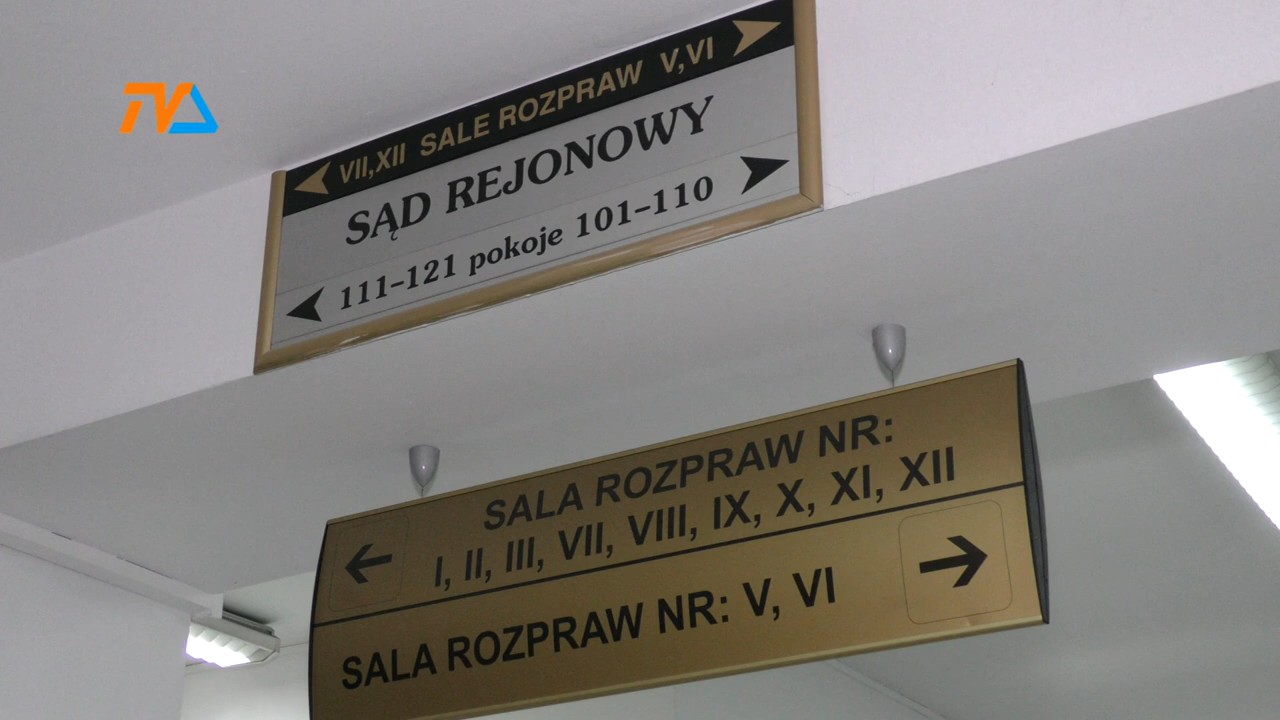 TVA
VII,XII SALE ROZPRAW V,VI
SĄD REJONOWY
111-121 pokoje 101-110
SALA ROZPRAW NR:
I, II, III, VII, VIII, IX, X, XI, XII
SALA ROZPRAW NR: V, VI